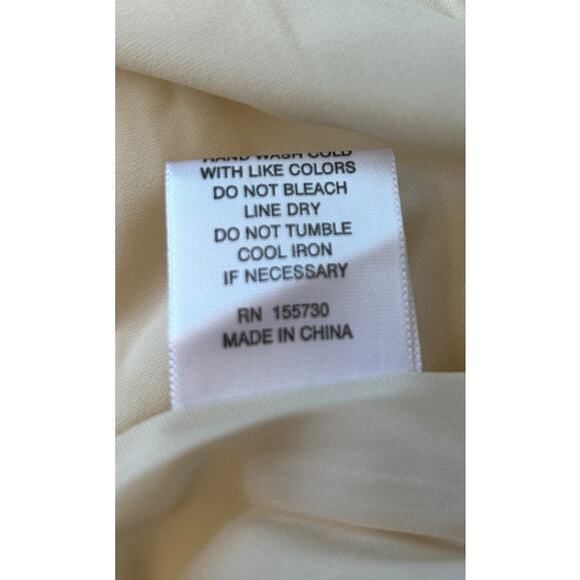 HAND WASH COLD
WITH LIKE COLORS
DO NOT BLEACH
LINE DRY
DO NOT TUMBLE
COOL IRON
IF NECESSARY
RN 155730
MADE IN CHINA